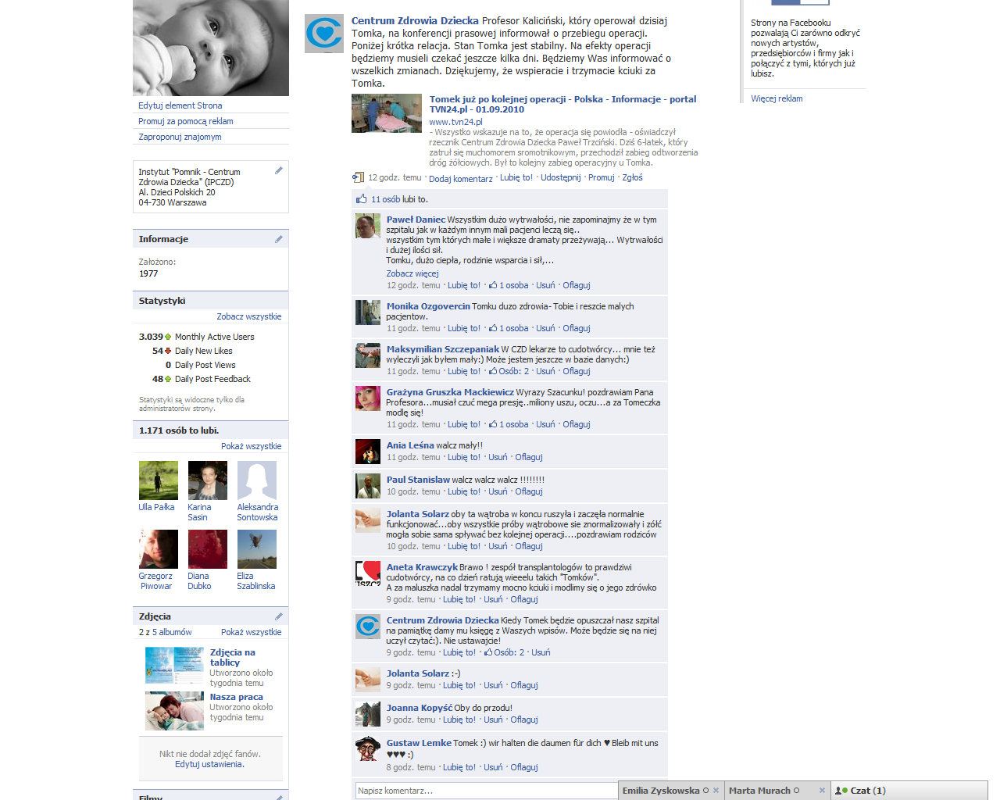 Edytuj element Strona
Promuj za pomocą reklam
Zaproponuj znajomym
Instytut "Pomnik - Centrum
Zdrowia Dziecka" (IPCZD)
Al. Dzieci Polskich 20
04-730 Warszawa
Informacje
Założono:
1977
Statystyki
Zobacz wszystkie
3.039 Monthly Active Users
54 Daily New Likes
0 Daily Post Views
48 Daily Post Feedback
Statystyki są widoczne tylko dla
administratorów strony.
1.171 osób to lubi.
Pokaż wszystkie
Ulla Pałka
Karina
Sasin
Aleksandra
Sontowska
Grzegorz
Piwowar
Diana
Dubko
Eliza
Szablinska
Zdjęcia
2 z 5 albumów Pokaż wszystkie
Zdjęcia na
tablicy
Utworzono około
tygodnia temu
Nasza praca
Utworzono około
tygodnia temu
Nikt nie dodał zdjęć fanów.
Edytuj ustawienia.
Filmy
Centrum Zdrowia Dziecka Profesor Kaliciński, który operował dzisiaj
Tomka, na konferencji prasowej informował o przebiegu operacji.
Poniżej krótka relacja. Stan Tomka jest stabilny. Na efekty operacji
będziemy musieli czekać jeszcze kilka dni. Będziemy Was informować o
wszelkich zmianach. Dziękujemy, że wspieracie i trzymacie kciuki za
Tomka.
Tomek już po kolejnej operacji - Polska - Informacje - portal
TVN24.pl - 01.09.2010
www.tvn24.pl
- Wszystko wskazuje na to, że operacja się powiodła - oświadczył
rzecznik Centrum Zdrowia Dziecka Paweł Trzciński. Dziś 6-latek, który
zatruł się muchomorem sromotnikowym, przechodził zabieg odtworzenia
dróg żółciowych. Był to kolejny zabieg operacyjny u Tomka.
12 godz. temu · Dodaj komentarz · Lubię to! · Udostępnij · Promuj · Zgłoś
11 osób lubi to.
Paweł Daniec Wszystkim dużo wytrwałości, nie zapominajmy że w tym
szpitalu jak w każdym innym mali pacjenci leczą się..
wszystkim tym których małe i większe dramaty przeżywają... Wytrwałości
i dużej ilości sił.
Tomku, dużo ciepła, rodzinie wsparcia i sił,...
Zobacz więcej
12 godz. temu · Lubię to! · 1 osoba · Usuń · Oflaguj
Monika Ozgovercin Tomku duzo zdrowia- Tobie i reszcie malych
pacjentow.
11 godz. temu · Lubię to! · 1 osoba · Usuń · Oflaguj
Maksymilian Szczepaniak W CZD lekarze to cudotwórcy... mnie też
wyleczyli jak byłem mały:) Może jestem jeszcze w bazie danych:)
11 godz. temu · Lubię to! · Osób: 2 · Usuń · Oflaguj
Grażyna Gruszka Mackiewicz Wyrazy Szacunku! pozdrawiam Pana
Profesora...musiał czuć mega presję..miliony uszu, oczu...a za Tomeczka
modlę się!
11 godz. temu · Lubię to! · 1 osoba · Usuń · Oflaguj
Ania Leśna walcz mały!!
11 godz. temu · Lubię to! · Usuń · Oflaguj
Paul Stanislaw walcz walcz walcz !!!!!!!!
10 godz. temu · Lubię to! · Usuń · Oflaguj
Jolanta Solarz oby ta wątroba w koncu ruszyła i zaczęła normalnie
funkcjonować...oby wszystkie próby wątrobowe sie znormalizowały i żółć
mogła sobie sama spływać bez kolejnej operacji....pozdrawiam rodziców
10 godz. temu · Lubię to! · Usuń · Oflaguj
Aneta Krawczyk Brawo ! zespół transplantologów to prawdziwi
cudotwórcy, na co dzień ratują wieeelu takich "Tomków".
A za maluszka nadal trzymamy mocno kciuki i modlimy się o jego zdrówko
9 godz. temu · Lubię to! · Usuń · Oflaguj
Centrum Zdrowia Dziecka Kiedy Tomek będzie opuszczał nasz szpital
na pamiątkę damy mu księgę z Waszych wpisów. Może będzie się na niej
uczył czytać:). Nie ustawajcie!
9 godz. temu · Lubię to! · Osób: 2 · Usuń
Jolanta Solarz :-)
9 godz. temu · Lubię to! · Usuń · Oflaguj
Joanna Kopyść Oby do przodu!
9 godz. temu · Lubię to! · Usuń · Oflaguj
Gustaw Lemke Tomek :) wir halten die daumen für dich ♥ Bleib mit uns
♥♥♥ :)
8 godz. temu · Lubię to! · Usuń · Oflaguj
Napisz komentarz...
Strony na Facebooku
pozwalają Ci zarówno odkryć
nowych artystów,
przedsiębiorców i firmy jak i
połączyć z tymi, których już
lubisz.
Więcej reklam
Emilia Zyskowska
Marta Murach
Czat (1)